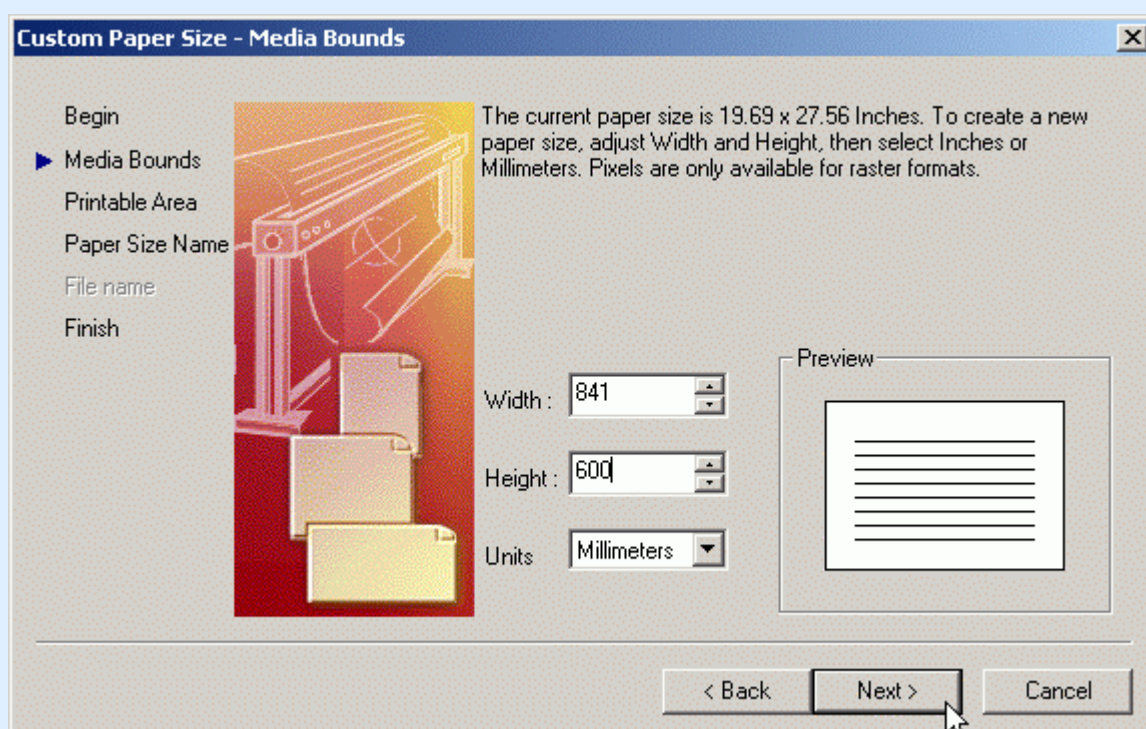 Custom Paper Size - Media Bounds
Begin
Media Bounds
Printable Area
Paper Size Name
File name
Finish
The current paper size is 19.69 x 27.56 Inches. To create a new
paper size, adjust Width and Height, then select Inches or
Millimeters. Pixels are only available for raster formats.
Width : 841
Height : 600
Units Millimeters
Preview
< Back Next > Cancel